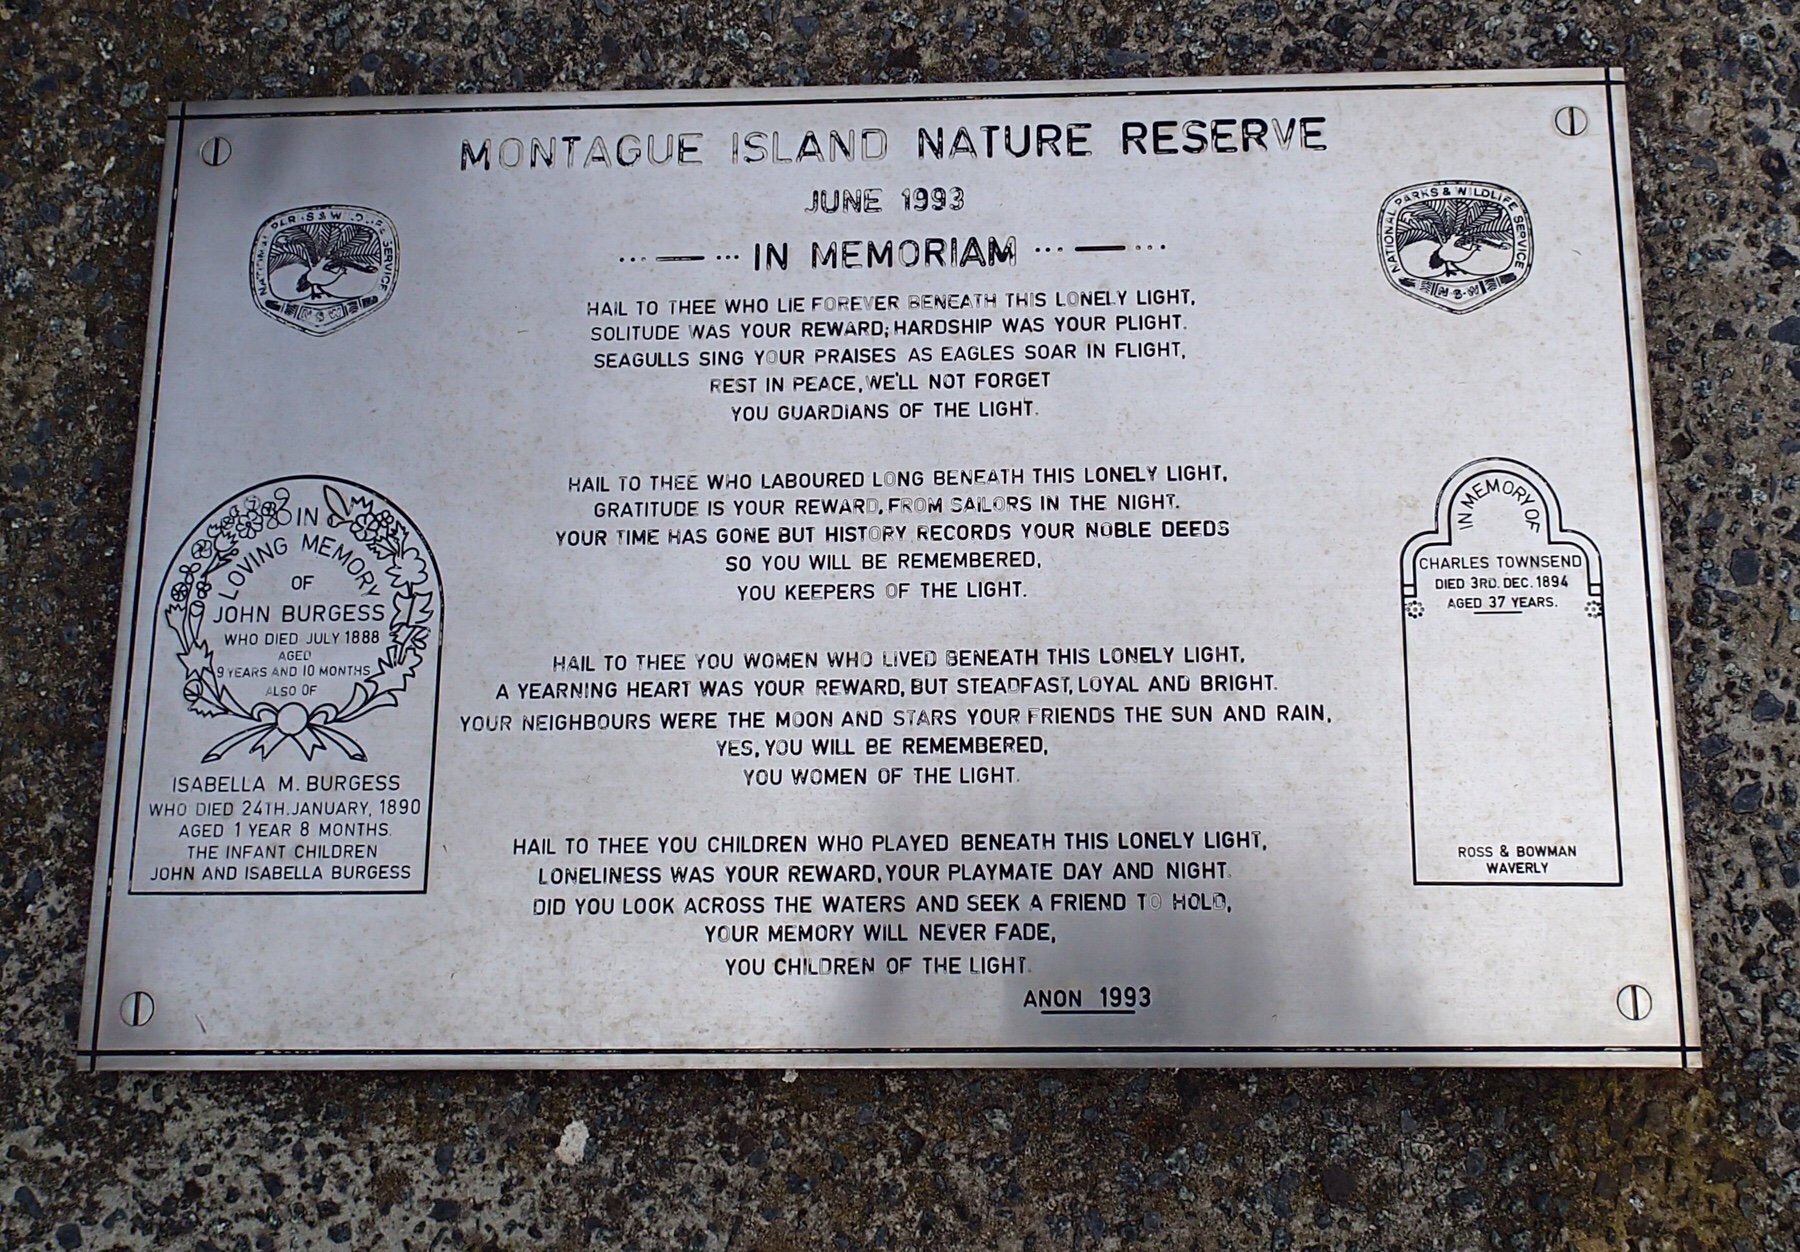 MONTAGUE ISLAND NATURE RESERVE
JUNE 1993
IN MEMORIAM
NATIONAL PARKS & WILDLIFE SERVICE
N·S·W
NATIONAL PARKS & WILDLIFE SERVICE
N·S·W
HAIL TO THEE WHO LIE FOREVER BENEATH THIS LONELY LIGHT,
SOLITUDE WAS YOUR REWARD; HARDSHIP WAS YOUR PLIGHT.
SEAGULLS SING YOUR PRAISES AS EAGLES SOAR IN FLIGHT,
REST IN PEACE, WE'LL NOT FORGET
YOU GUARDIANS OF THE LIGHT.
HAIL TO THEE WHO LABOURED LONG BENEATH THIS LONELY LIGHT,
GRATITUDE IS YOUR REWARD, FROM SAILORS IN THE NIGHT.
YOUR TIME HAS GONE BUT HISTORY RECORDS YOUR NOBLE DEEDS
SO YOU WILL BE REMEMBERED,
YOU KEEPERS OF THE LIGHT.
HAIL TO THEE YOU WOMEN WHO LIVED BENEATH THIS LONELY LIGHT,
A YEARNING HEART WAS YOUR REWARD, BUT STEADFAST, LOYAL AND BRIGHT.
YOUR NEIGHBOURS WERE THE MOON AND STARS YOUR FRIENDS THE SUN AND RAIN,
YES, YOU WILL BE REMEMBERED,
YOU WOMEN OF THE LIGHT.
HAIL TO THEE YOU CHILDREN WHO PLAYED BENEATH THIS LONELY LIGHT,
LONELINESS WAS YOUR REWARD, YOUR PLAYMATE DAY AND NIGHT.
DID YOU LOOK ACROSS THE WATERS AND SEEK A FRIEND TO HOLD,
YOUR MEMORY WILL NEVER FADE,
YOU CHILDREN OF THE LIGHT.
ANON 1993
IN
LOVING MEMORY
OF
JOHN BURGESS
WHO DIED JULY 1888
AGED
9 YEARS AND 10 MONTHS
ALSO OF
ISABELLA M. BURGESS
WHO DIED 24TH. JANUARY, 1890
AGED 1 YEAR 8 MONTHS.
THE INFANT CHILDREN
JOHN AND ISABELLA BURGESS
IN MEMORY OF
CHARLES TOWNSEND
DIED 3RD. DEC. 1894
AGED 37 YEARS.
ROSS & BOWMAN
WAVERLY